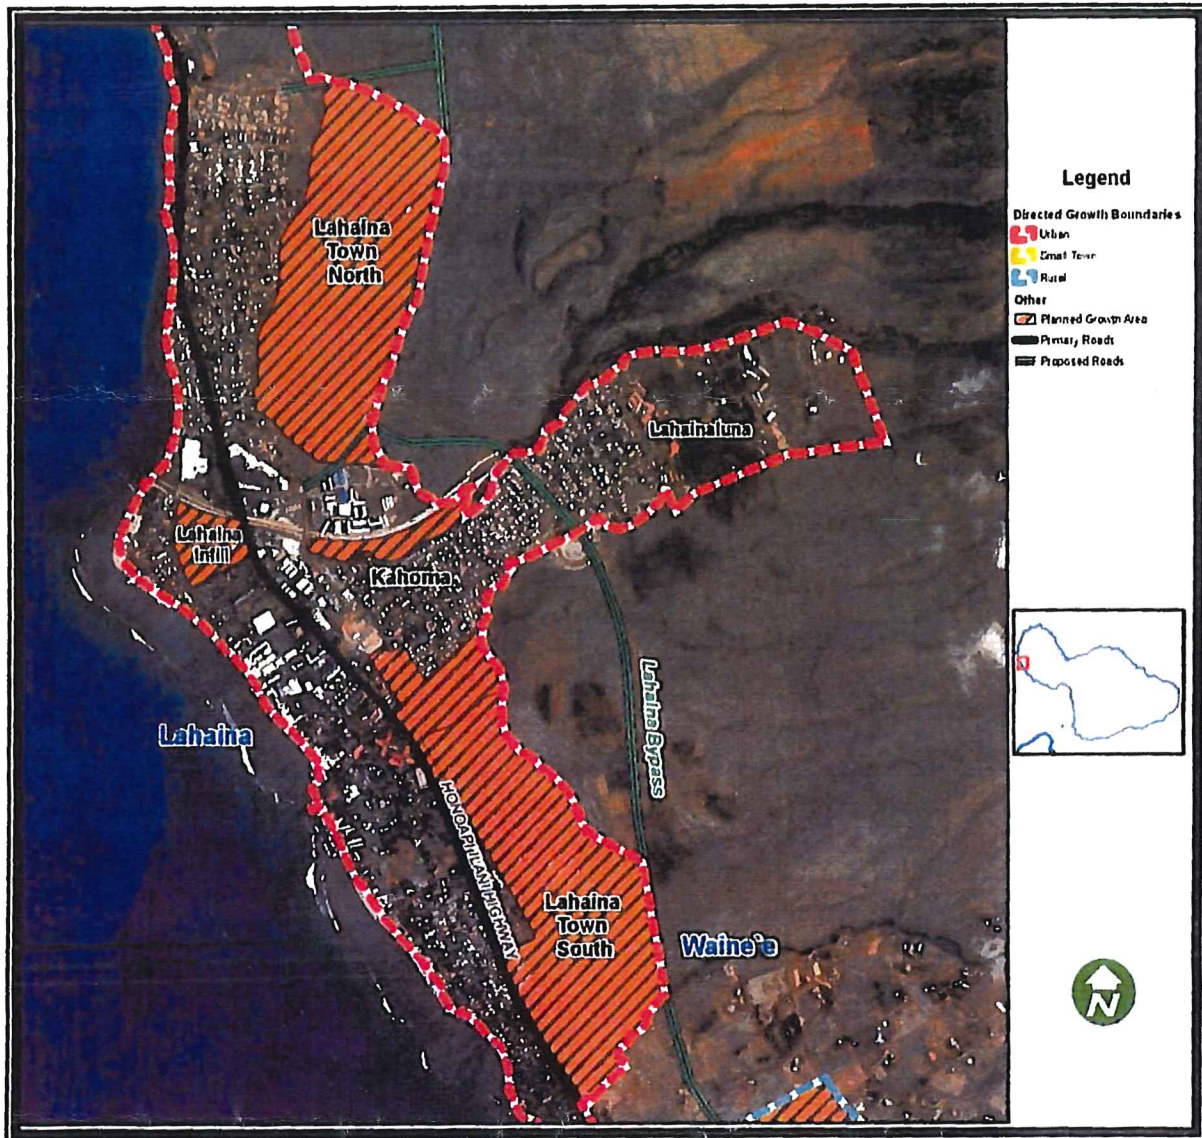 Lahaina
Town
North
Lahainaluna
Lahaina
Infill
Kahoma
Lahaina Bypass
Lahaina
HONOAPIILANI HIGHWAY
Lahaina
Town
South
Waine`e
Legend
Directed Growth Boundaries
Urban
Small Town
Rural
Other
Planned Growth Area
Primary Roads
Proposed Roads
N